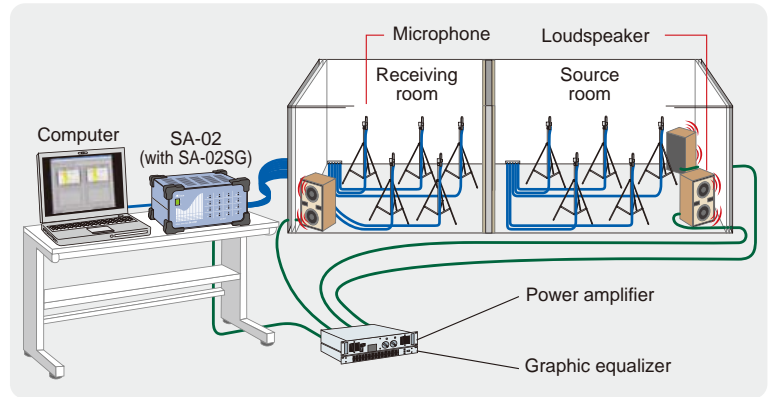 Microphone
Loudspeaker
Receiving
room
Source
room
Computer
SA-02
(with SA-02SG)
Power amplifier
Graphic equalizer